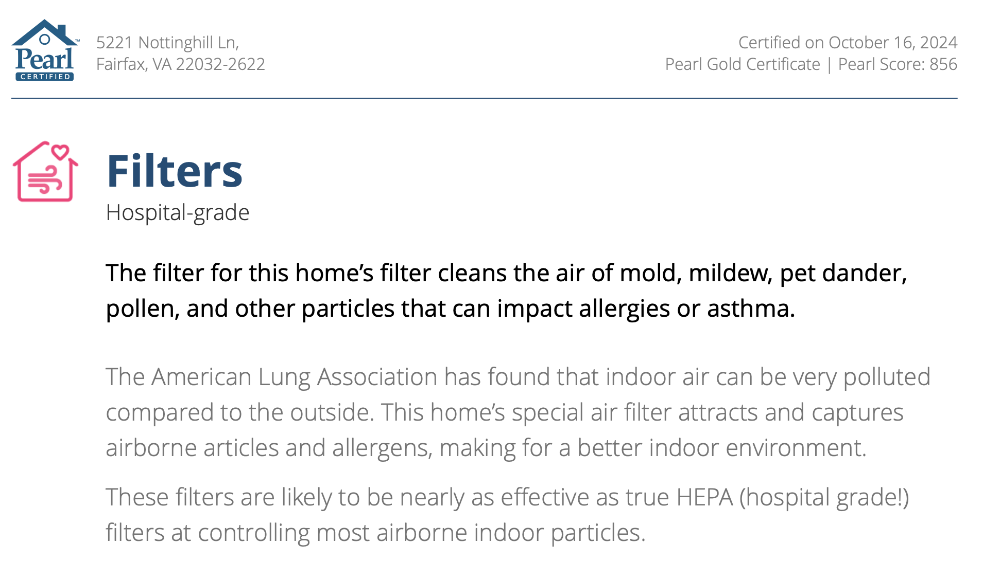 Pearl™
CERTIFIED
5221 Nottinghill Ln,
Fairfax, VA 22032-2622
Certified on October 16, 2024
Pearl Gold Certificate | Pearl Score: 856
Filters
Hospital-grade
The filter for this home’s filter cleans the air of mold, mildew, pet dander,
pollen, and other particles that can impact allergies or asthma.
The American Lung Association has found that indoor air can be very polluted
compared to the outside. This home’s special air filter attracts and captures
airborne articles and allergens, making for a better indoor environment.
These filters are likely to be nearly as effective as true HEPA (hospital grade!)
filters at controlling most airborne indoor particles.